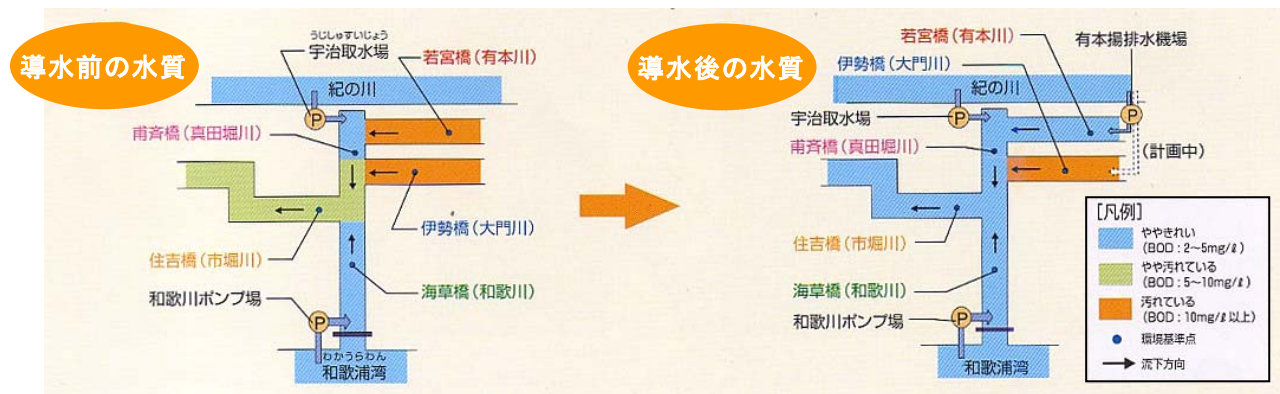 導水前の水質
うじしゅすいじょう
宇治取水場
若宮橋(有本川)
紀の川
P
甫斉橋(真田堀川)
伊勢橋(大門川)
住吉橋(市堀川)
海草橋(和歌川)
和歌川ポンプ場
P
わかうらわん
和歌浦湾
導水後の水質
若宮橋(有本川)
有本揚排水機場
伊勢橋(大門川)
紀の川
宇治取水場
P
P
甫斉橋(真田堀川)
(計画中)
住吉橋(市堀川)
海草橋(和歌川)
和歌川ポンプ場
P
和歌浦湾
[凡例]
ややきれい
(BOD:2〜5mg/ℓ)
やや汚れている
(BOD:5〜10mg/ℓ)
汚れている
(BOD:10mg/ℓ以上)
環境基準点
流下方向